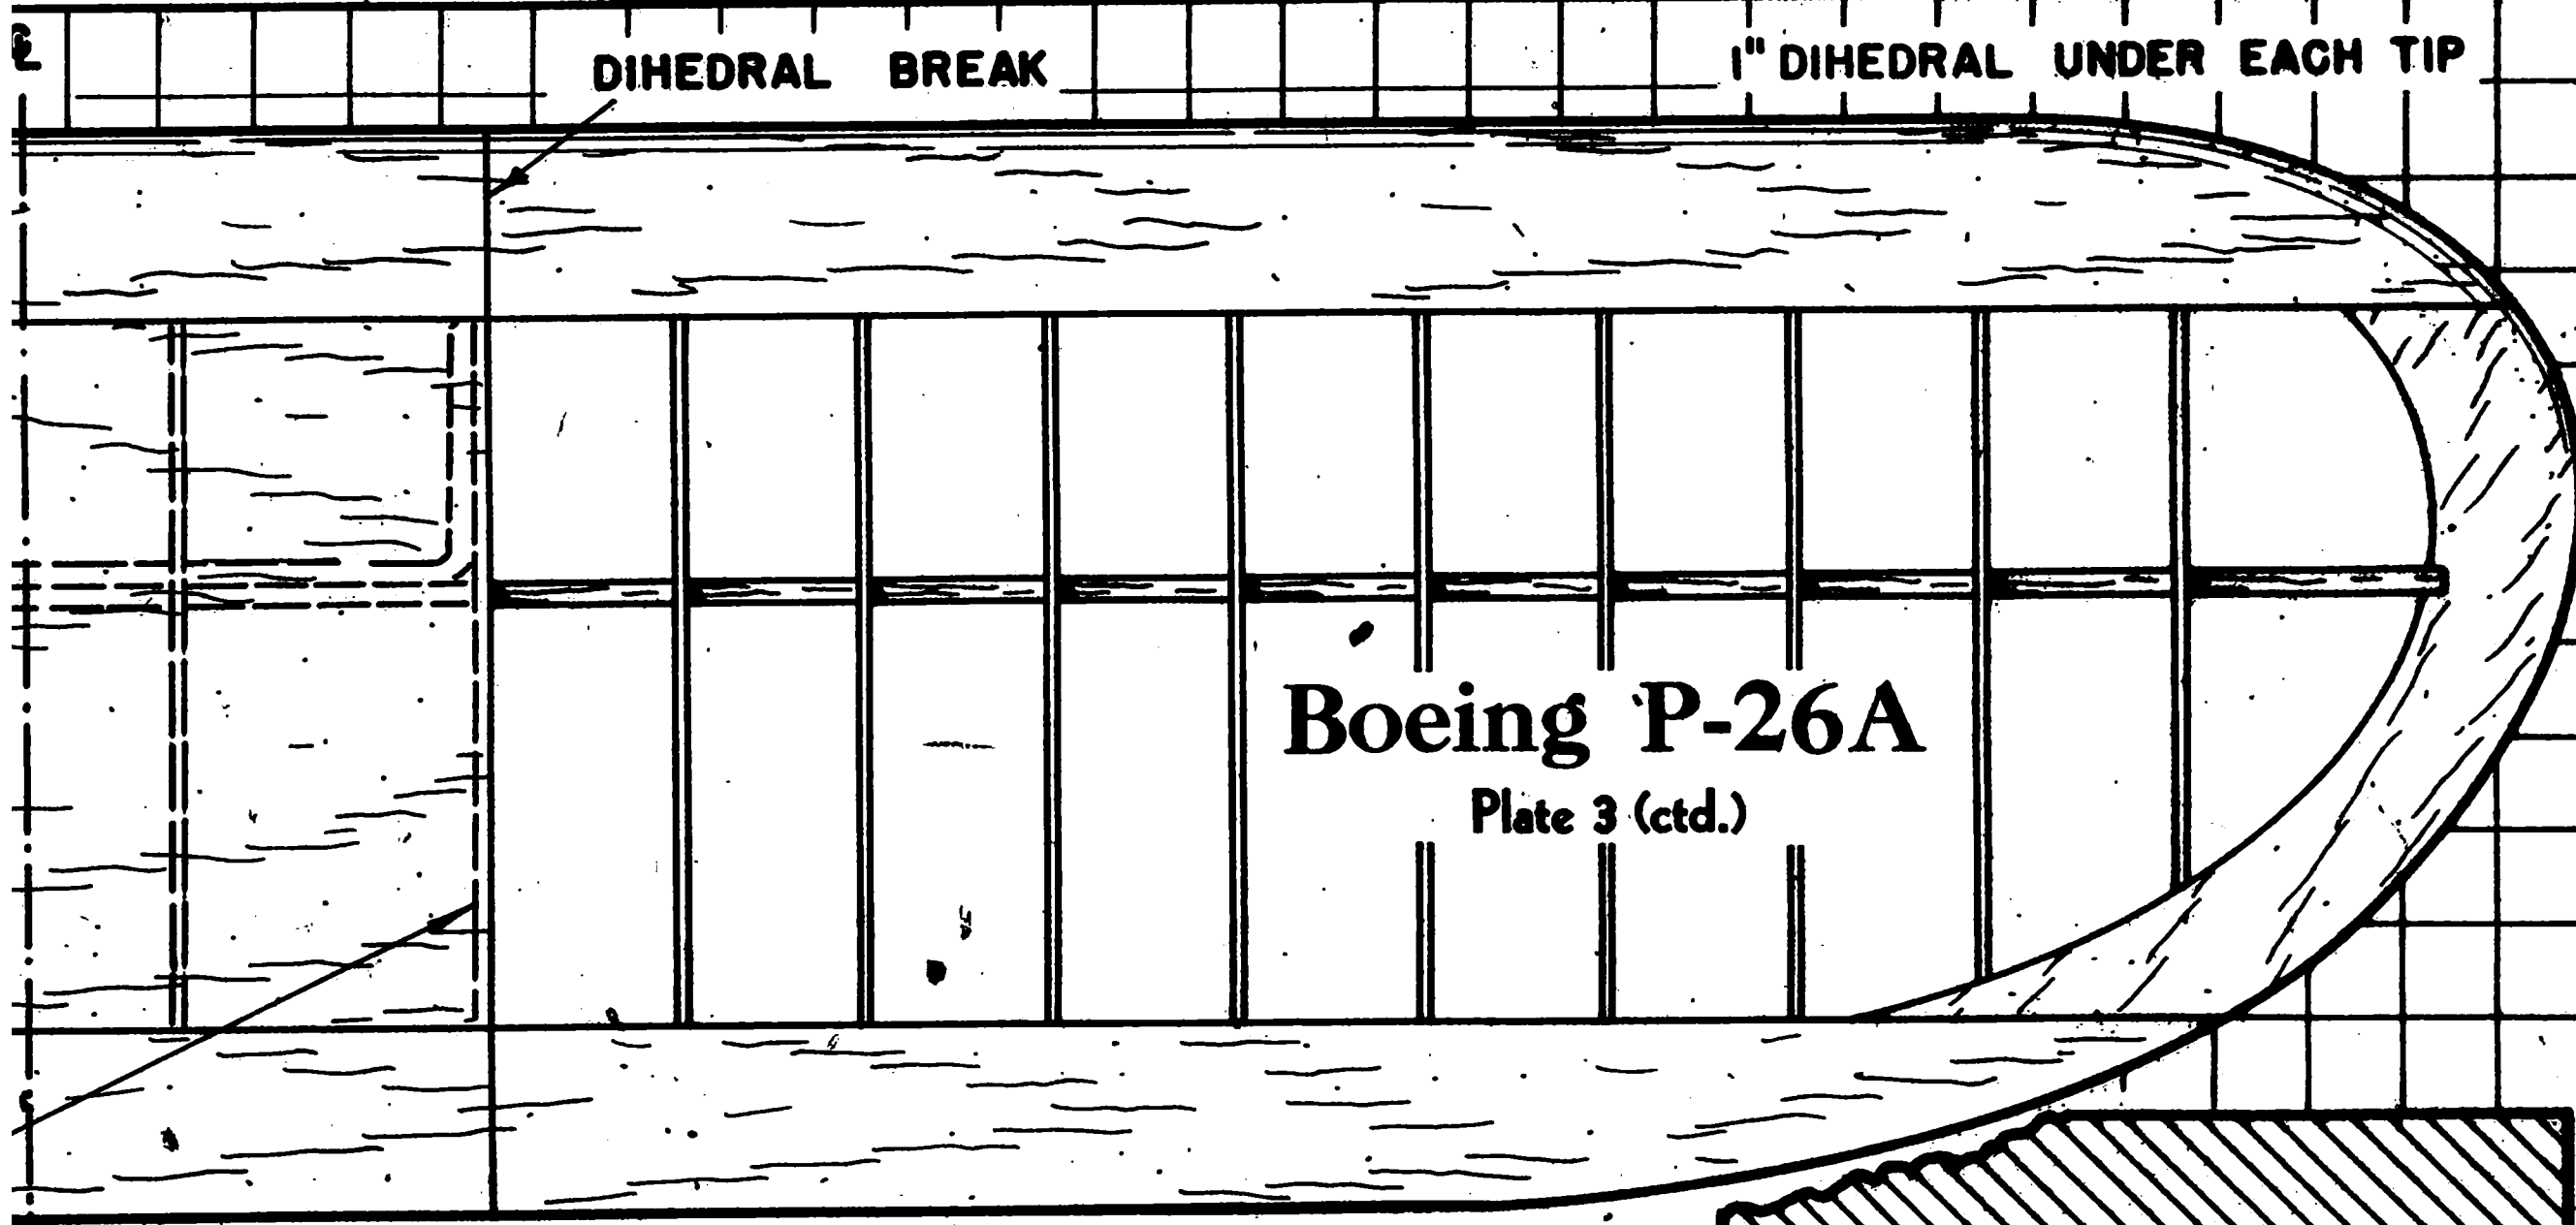 ℄
DIHEDRAL BREAK
1" DIHEDRAL UNDER EACH TIP
Boeing P-26A
Plate 3 (ctd.)